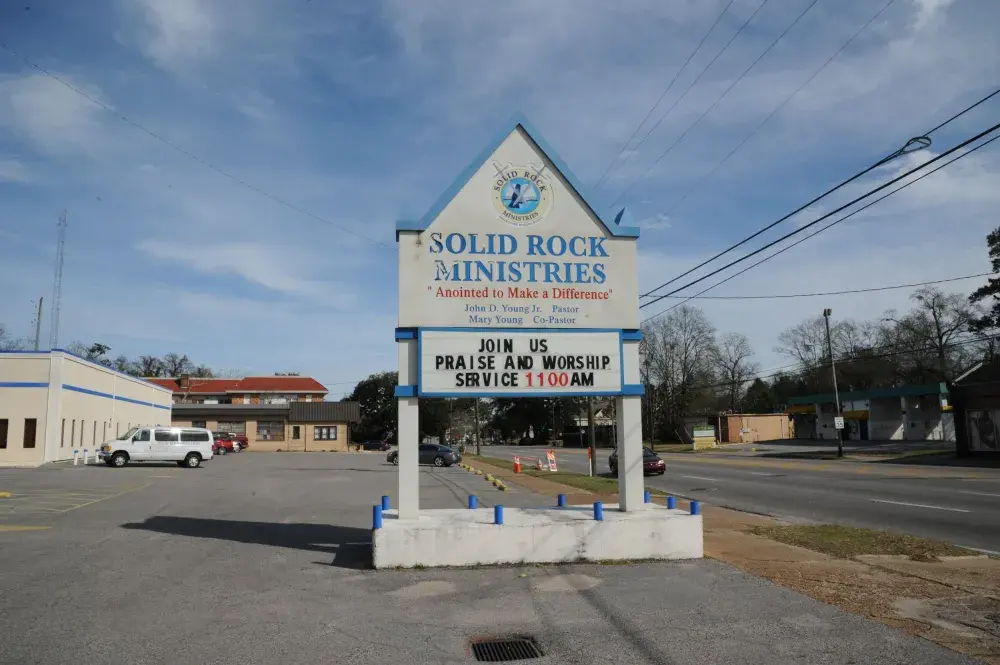 SOLID ROCK
MINISTRIES
SOLID ROCK
MINISTRIES
"Anointed to Make a Difference"
John D. Young Jr. Pastor
Mary Young Co-Pastor
JOIN US
PRAISE AND WORSHIP
SERVICE 1100AM